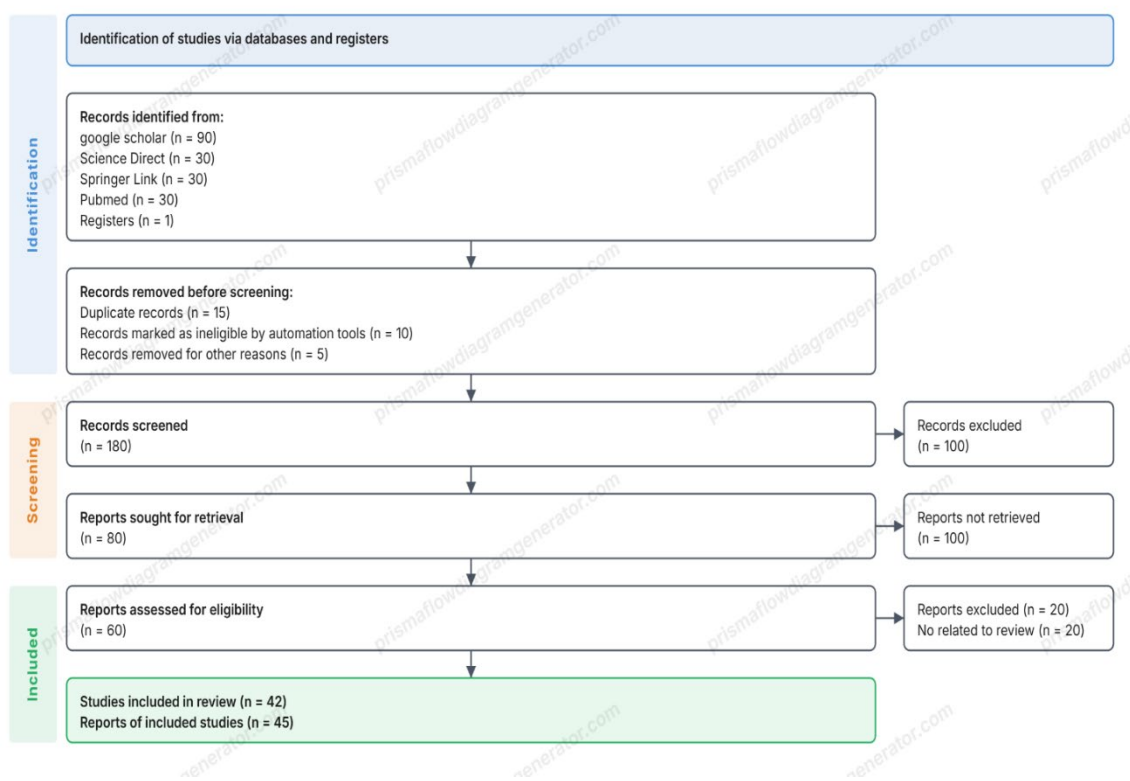 Identification of studies via databases and registers
Identification
Records identified from:
google scholar (n = 90)
Science Direct (n = 30)
Springer Link (n = 30)
Pubmed (n = 30)
Registers (n = 1)
Records removed before screening:
Duplicate records (n = 15)
Records marked as ineligible by automation tools (n = 10)
Records removed for other reasons (n = 5)
Screening
Records screened
(n = 180)
Records excluded
(n = 100)
Reports sought for retrieval
(n = 80)
Reports not retrieved
(n = 100)
Included
Reports assessed for eligibility
(n = 60)
Reports excluded (n = 20)
No related to review (n = 20)
Studies included in review (n = 42)
Reports of included studies (n = 45)
prismaflowdiagramgenerator.com